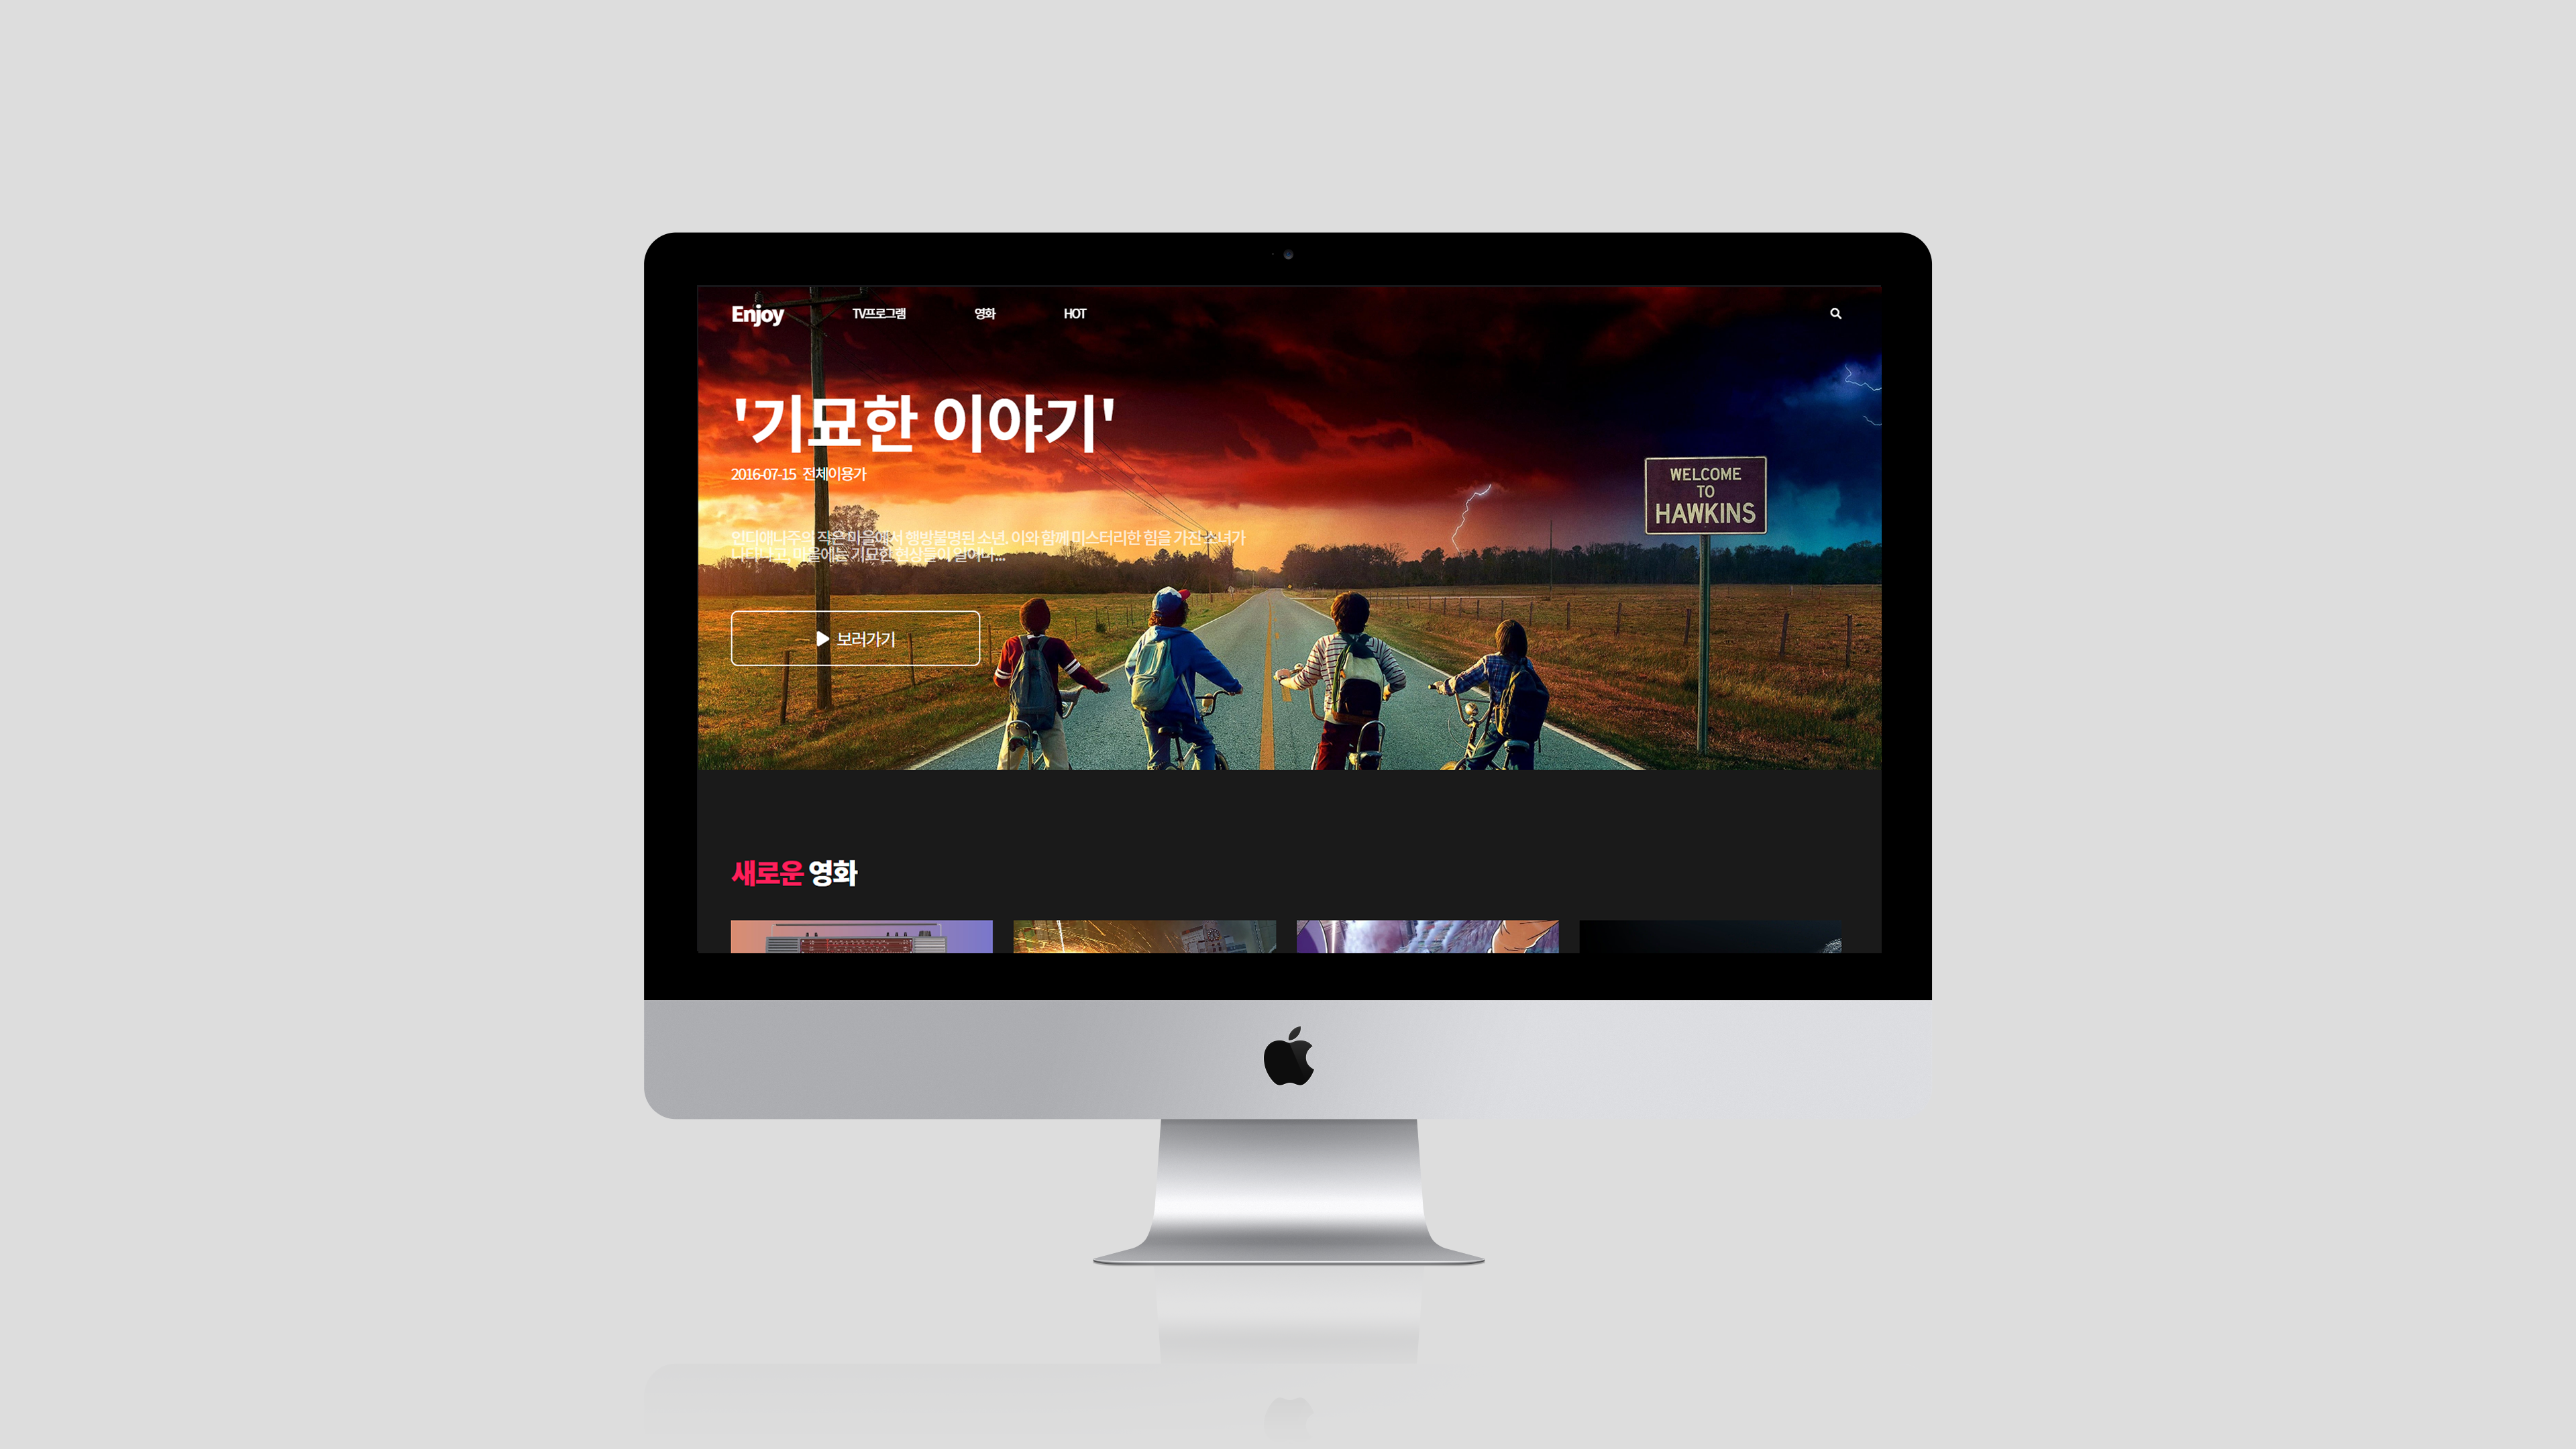 Enjoy TV프로그램 영화 HOT
'기묘한 이야기'
2016-07-15 전체이용가
인디애나주의 작은 마을에서 행방불명된 소년. 이와 함께 미스터리한 힘을 가진 소녀가
나타나고, 마을에는 기묘한 현상들이 일어나...
보러가기
WELCOME
TO
HAWKINS
새로운 영화